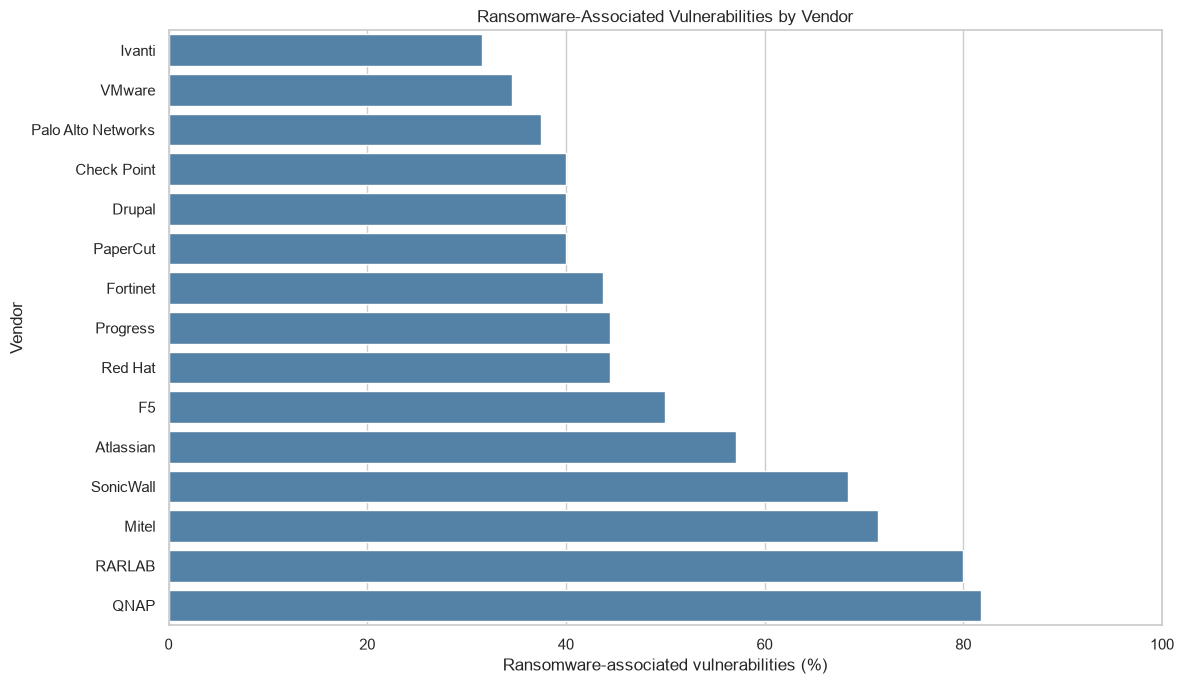 Ransomware-Associated Vulnerabilities by Vendor
Vendor
Ivanti
VMware
Palo Alto Networks
Check Point
Drupal
PaperCut
Fortinet
Progress
Red Hat
F5
Atlassian
SonicWall
Mitel
RARLAB
QNAP
0 20 40 60 80 100
Ransomware-associated vulnerabilities (%)